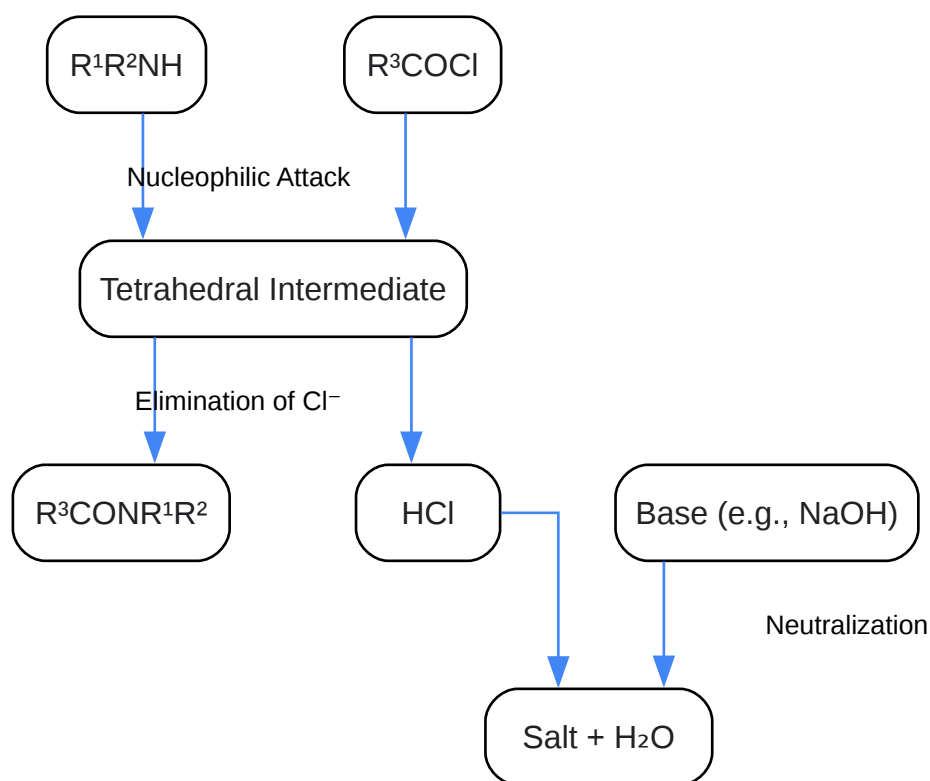 R¹R²NH
R³COCl
Nucleophilic Attack
Tetrahedral Intermediate
Elimination of Cl⁻
R³CONR¹R²
HCl
Base (e.g., NaOH)
Neutralization
Salt + H₂O